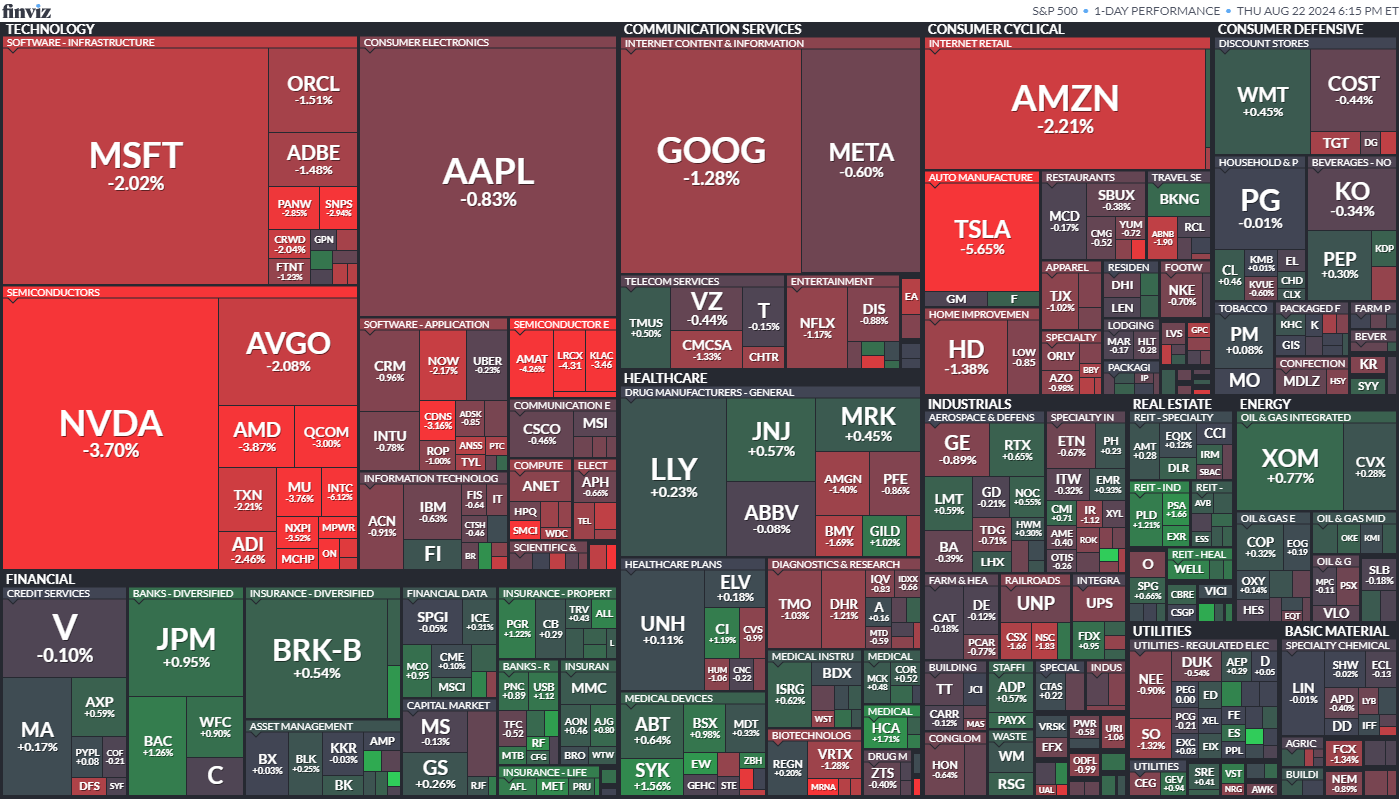 finviz
S&P 500 • 1-DAY PERFORMANCE • THU AUG 22 2024 6:15 PM ET
TECHNOLOGY
SOFTWARE - INFRASTRUCTURE
MSFT
-2.02%
ORCL
-1.51%
ADBE
-1.48%
PANW
-2.85%
SNPS
-2.94%
CRWD
-2.04%
GPN
FTNT
-1.23%
CONSUMER ELECTRONICS
AAPL
-0.83%
SEMICONDUCTORS
NVDA
-3.70%
AVGO
-2.08%
AMD
-3.87%
QCOM
-3.00%
TXN
-2.21%
MU
-3.76%
INTC
-6.12%
ADI
-2.46%
NXPI
-3.52%
MPWR
MCHP
ON
SOFTWARE - APPLICATION
CRM
-0.96%
NOW
-2.17%
UBER
-0.23%
INTU
-0.78%
CDNS
-3.16%
ADSK
-0.85
ROP
-1.00%
ANSS
PTC
TYL
SEMICONDUCTOR E
AMAT
-4.26%
LRCX
-4.31
KLAC
-3.46
COMMUNICATION E
CSCO
-0.46%
MSI
INFORMATION TECHNOLOG
ACN
-0.91%
IBM
-0.63%
FIS
-0.64
IT
FI
CTSH
-0.46
BR
COMPUTE
ANET
HPQ
SMCI
WDC
ELECT
APH
-0.66%
TEL
SCIENTIFIC &
COMMUNICATION SERVICES
INTERNET CONTENT & INFORMATION
GOOG
-1.28%
META
-0.60%
TELECOM SERVICES
TMUS
+0.50%
VZ
-0.44%
T
-0.15%
CMCSA
-1.33%
CHTR
ENTERTAINMENT
NFLX
-1.17%
DIS
-0.88%
EA
CONSUMER CYCLICAL
INTERNET RETAIL
AMZN
-2.21%
AUTO MANUFACTURE
TSLA
-5.65%
GM
F
RESTAURANTS
MCD
-0.17%
SBUX
-0.38%
CMG
-0.52
YUM
-0.72
TRAVEL SE
BKNG
ABNB
-1.90
RCL
HOME IMPROVEMEN
HD
-1.38%
LOW
-0.85
APPAREL
TJX
-1.02%
RESIDEN
DHI
LEN
FOOTW
NKE
-0.70%
SPECIALTY
ORLY
AZO
-0.98%
BBY
LODGING
MAR
-0.17
HLT
-0.28
LVS
GPC
PACKAGI
IP
CONSUMER DEFENSIVE
DISCOUNT STORES
WMT
+0.45%
COST
-0.44%
TGT
DG
HOUSEHOLD & P
PG
-0.01%
CL
+0.46
KMB
+0.01%
EL
KVUE
-0.60%
CHD
CLX
BEVERAGES - NO
KO
-0.34%
PEP
+0.30%
KDP
TOBACCO
PM
+0.08%
MO
PACKAGED F
KHC
K
GIS
FARM P
BEVER
CONFECTION
MDLZ
HSY
KR
SYY
HEALTHCARE
DRUG MANUFACTURERS - GENERAL
LLY
+0.23%
JNJ
+0.57%
MRK
+0.45%
ABBV
-0.08%
AMGN
-1.40%
PFE
-0.86%
BMY
-1.69%
GILD
+1.02%
HEALTHCARE PLANS
UNH
+0.11%
ELV
+0.18%
CI
+1.19%
CVS
-0.99
HUM
-1.06
CNC
-0.22
DIAGNOSTICS & RESEARCH
TMO
-1.03%
DHR
-1.21%
IQV
-0.83
IDXX
-0.66
A
+0.16
MTD
-0.59
MEDICAL DEVICES
ABT
+0.64%
BSX
+0.98%
MDT
+0.33%
SYK
+1.56%
EW
ZBH
GEHC
STE
MEDICAL INSTRU
ISRG
+0.62%
BDX
WST
MEDICAL
MCK
+0.48
COR
+0.52
MEDICAL
HCA
+1.71%
BIOTECHNOLOG
REGN
+0.20%
VRTX
-1.28%
MRNA
DRUG M
ZTS
-0.40%
FINANCIAL
CREDIT SERVICES
V
-0.10%
MA
+0.17%
AXP
+0.59%
PYPL
+0.08
COF
-0.21
DFS
SYF
BANKS - DIVERSIFIED
JPM
+0.95%
BAC
+1.26%
WFC
+0.90%
C
INSURANCE - DIVERSIFIED
BRK-B
+0.54%
ASSET MANAGEMENT
BX
+0.03%
BLK
+0.25%
KKR
-0.03%
AMP
BK
FINANCIAL DATA
SPGI
-0.05%
ICE
+0.31%
MCO
+0.95
CME
+0.10%
MSCI
CAPITAL MARKET
MS
-0.13%
GS
+0.26%
RJF
INSURANCE - PROPERT
PGR
+1.22%
CB
+0.29
TRV
+0.43
ALL
L
BANKS - R
PNC
+0.89
USB
+1.12
TFC
-0.52
RF
MTB
CFG
INSURAN
MMC
AON
+0.46
AJG
+0.80
BRO
WTW
INSURANCE - LIFE
AFL
MET
PRU
INDUSTRIALS
AEROSPACE & DEFENS
GE
-0.89%
RTX
+0.65%
LMT
+0.59%
GD
-0.21
NOC
+0.55%
BA
-0.39%
TDG
-0.71%
HWM
+0.30%
LHX
SPECIALTY IN
ETN
-0.67%
PH
+0.23
ITW
-0.32%
EMR
+0.33%
CMI
+0.71
IR
-1.12
XYL
AME
-0.40
ROK
OTIS
-0.26
FARM & HEA
CAT
-0.18%
DE
-0.12%
PCAR
-0.77%
RAILROADS
UNP
CSX
-1.66
NSC
-1.83
INTEGRA
UPS
FDX
+0.95
BUILDING
TT
JCI
CARR
-0.12%
MAS
STAFFI
ADP
+0.57%
PAYX
SPECIAL
CTAS
+0.22
INDUS
VRSK
PWR
-0.58
URI
-1.06
EFX
CONGLOM
HON
-0.64%
WASTE
WM
RSG
ODFL
-0.99
UAL
REAL ESTATE
REIT - SPECIALTY
AMT
+0.28
EQIX
+0.12%
CCI
DLR
IRM
SBAC
REIT - IND
PLD
+1.21%
PSA
+1.66
EXR
REIT -
AVB
ESS
O
SPG
+0.66%
REIT - HEAL
WELL
CBRE
VICI
CSGP
ENERGY
OIL & GAS INTEGRATED
XOM
+0.77%
CVX
+0.28%
OIL & GAS E
COP
+0.32%
EOG
+0.19
OXY
+0.14%
HES
EQT
OIL & GAS MID
OKE
KMI
OIL & G
MPC
-0.11
PSX
VLO
SLB
-0.18%
UTILITIES
UTILITIES - REGULATED ELEC
NEE
-0.90%
DUK
-0.54%
AEP
+0.29
D
+0.05
SO
-1.32%
PEG
0.00
ED
PCG
-0.21
XEL
FE
ES
EXC
+0.03
EIX
PPL
UTILITIES
CEG
GEV
+0.94
SRE
+0.41
VST
NRG
AWK
BASIC MATERIAL
SPECIALTY CHEMICAL
LIN
-0.01%
SHW
-0.02%
ECL
-0.13
APD
-0.40%
LYB
DD
IFF
AGRIC
FCX
-1.34%
BUILDI
NEM
-0.89%